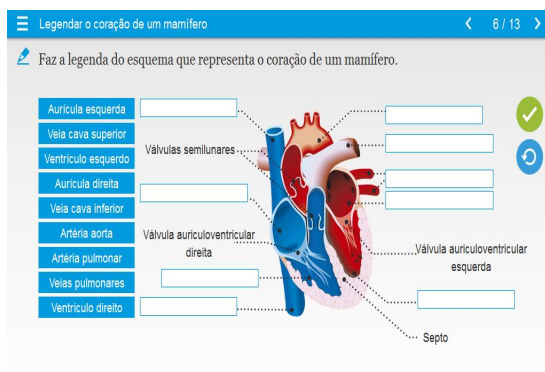 Legendar o coração de um mamífero
6 / 13
Faz a legenda do esquema que representa o coração de um mamífero.
Aurícula esquerda
Veia cava superior
Ventrículo esquerdo
Aurícula direita
Veia cava inferior
Artéria aorta
Artéria pulmonar
Veias pulmonares
Ventrículo direito
Válvulas semilunares
Válvula auriculoventricular
direita
Válvula auriculoventricular
esquerda
Septo